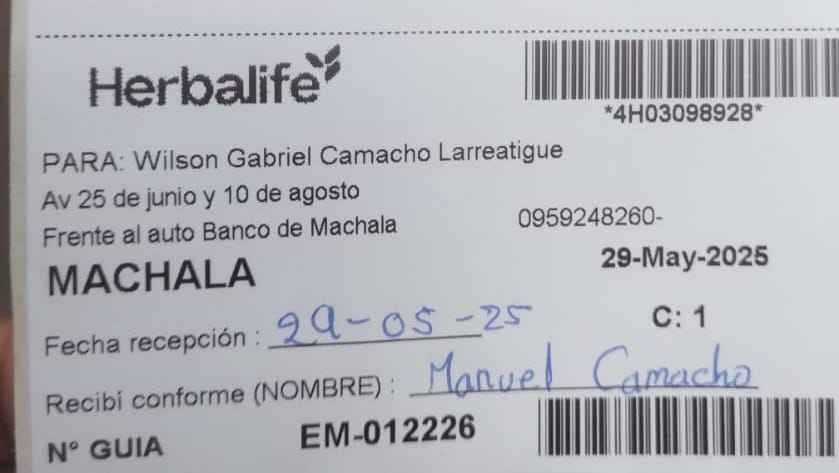 Herbalife
*4H03098928*
PARA: Wilson Gabriel Camacho Larreatigue
Av 25 de junio y 10 de agosto
Frente al auto Banco de Machala 0959248260-
MACHALA 29-May-2025
Fecha recepción : 29-05-25 C: 1
Recibí conforme (NOMBRE) : Manuel Camacho
N° GUIA EM-012226